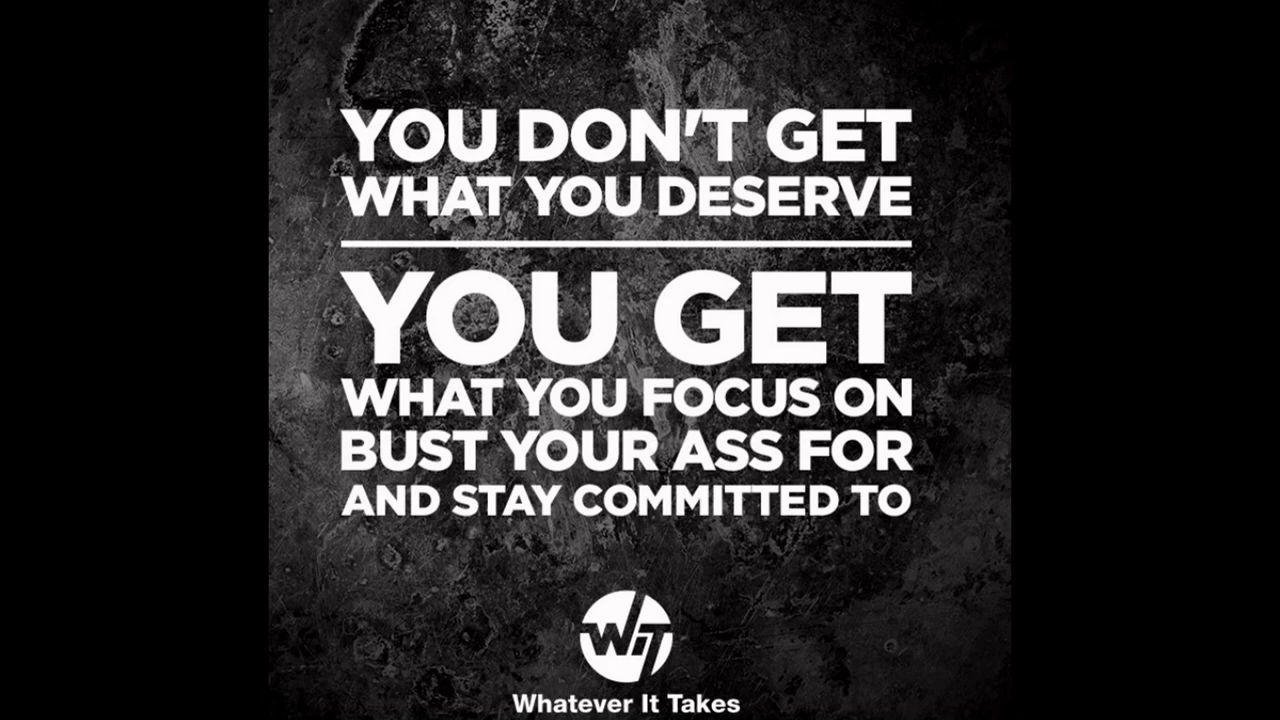 YOU DON'T GET
WHAT YOU DESERVE
YOU GET
WHAT YOU FOCUS ON
BUST YOUR ASS FOR
AND STAY COMMITTED TO
WiT
Whatever It Takes